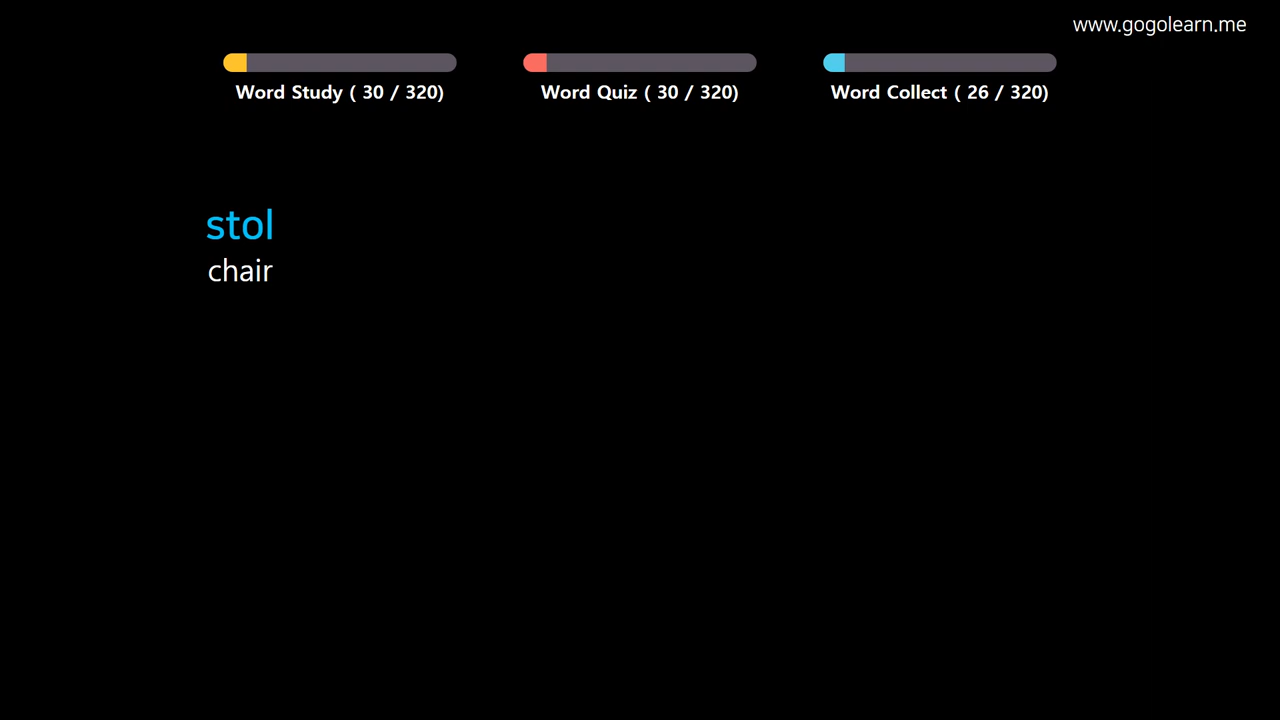 www.gogolearn.me
Word Study ( 30 / 320)
Word Quiz ( 30 / 320)
Word Collect ( 26 / 320)
stol
chair